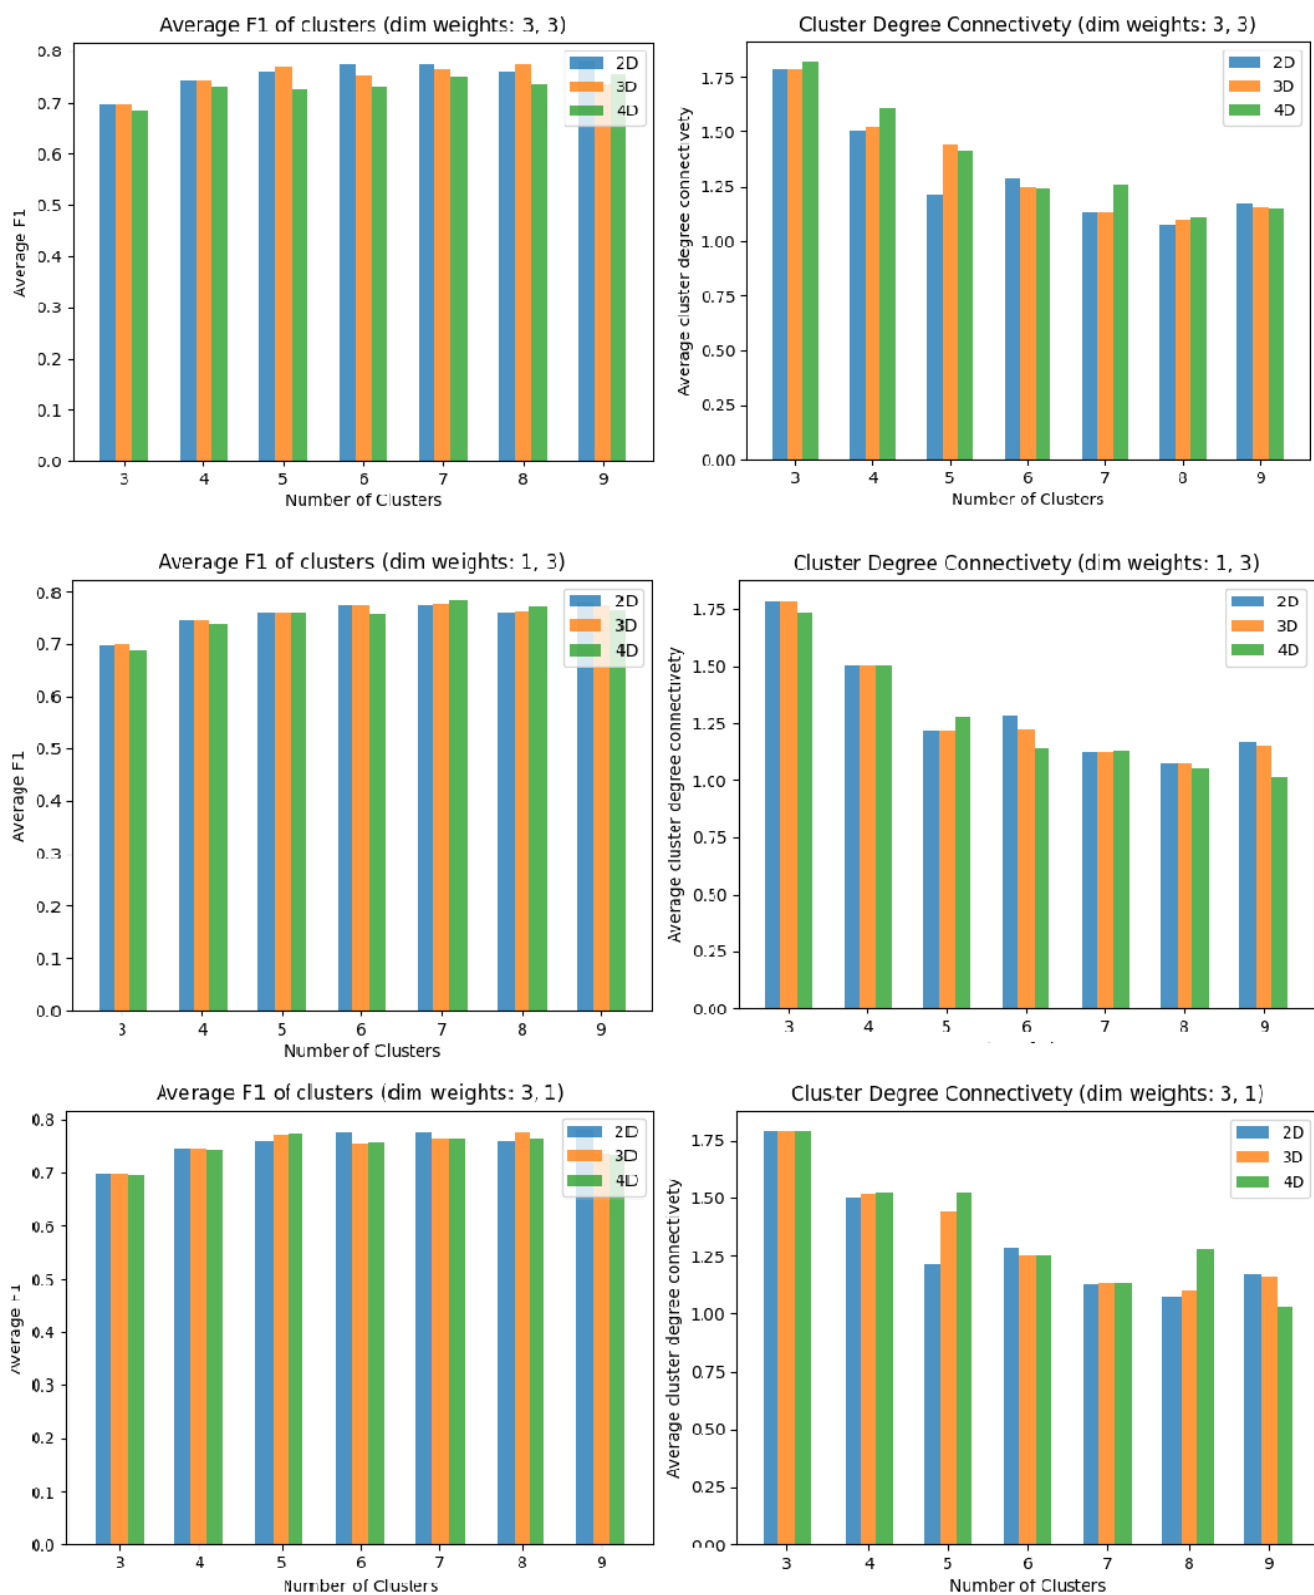 Average F1 of clusters (dim weights: 3, 3)
0.8
0.7
0.6
0.5
0.4
0.3
0.2
0.1
0.0
Average F1
2D
3D
4D
3 4 5 6 7 8 9
Number of Clusters
Cluster Degree Connectivety (dim weights: 3, 3)
1.75
1.50
1.25
1.00
0.75
0.50
0.25
0.00
Average cluster degree connectivety
2D
3D
4D
3 4 5 6 7 8 9
Number of Clusters
Average F1 of clusters (dim weights: 1, 3)
0.8
0.7
0.6
0.5
0.4
0.3
0.2
0.1
0.0
Average F1
2D
3D
4D
3 4 5 6 7 8 9
Number of Clusters
Cluster Degree Connectivety (dim weights: 1, 3)
1.75
1.50
1.25
1.00
0.75
0.50
0.25
0.00
Average cluster degree connectivety
2D
3D
4D
3 4 5 6 7 8 9
Average F1 of clusters (dim weights: 3, 1)
0.8
0.7
0.6
0.5
0.4
0.3
0.2
0.1
0.0
Average F1
2D
3D
4D
3 4 5 6 7 8 9
Number of Clusters
Cluster Degree Connectivety (dim weights: 3, 1)
1.75
1.50
1.25
1.00
0.75
0.50
0.25
0.00
Average cluster degree connectivety
2D
3D
4D
3 4 5 6 7 8 9
Number of Clusters